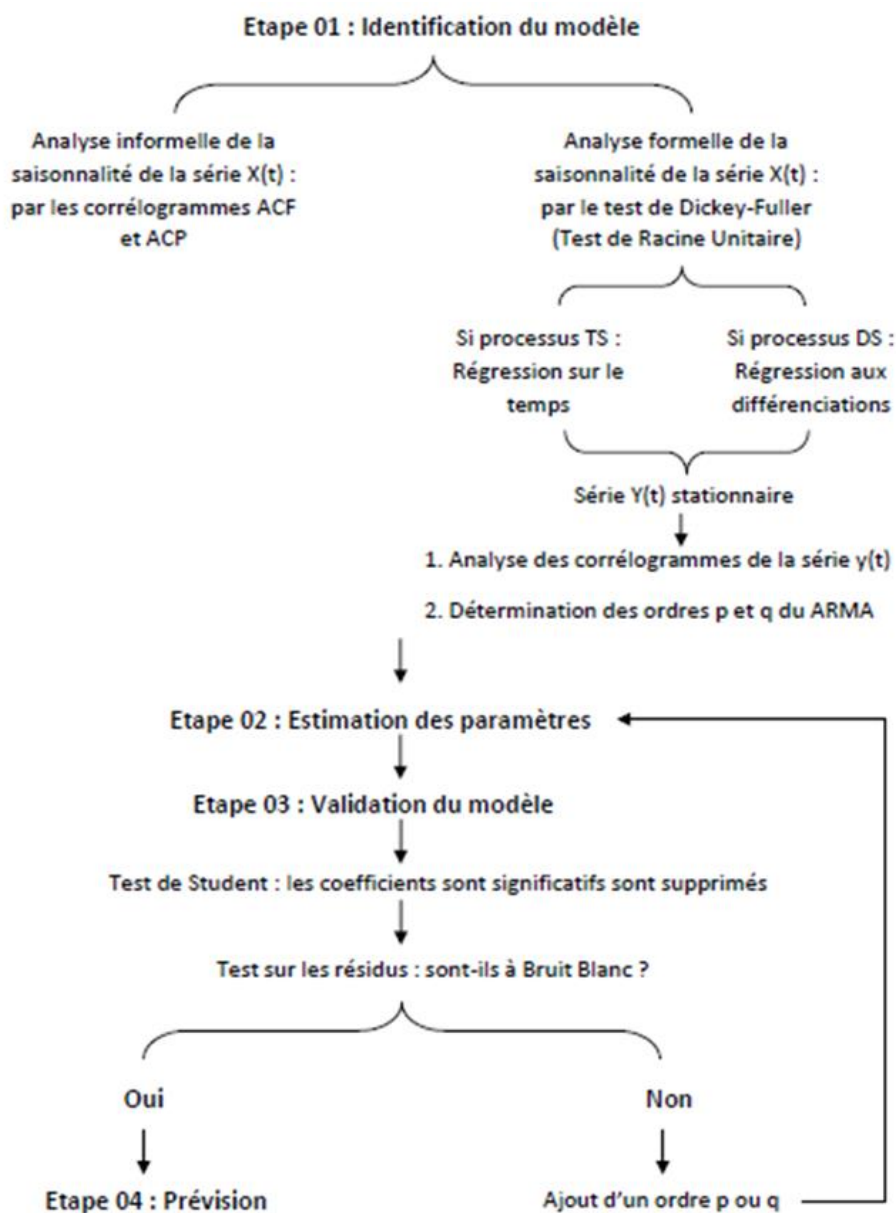 Etape 01 : Identification du modèle
Analyse informelle de la
saisonnalité de la série X(t) :
par les corrélogrammes ACF
et ACP
Analyse formelle de la
saisonnalité de la série X(t) :
par le test de Dickey-Fuller
(Test de Racine Unitaire)
Si processus TS :
Régression sur le
temps
Si processus DS :
Régression aux
différenciations
Série Y(t) stationnaire
1. Analyse des corrélogrammes de la série y(t)
2. Détermination des ordres p et q du ARMA
Etape 02 : Estimation des paramètres
Etape 03 : Validation du modèle
Test de Student : les coefficients sont significatifs sont supprimés
Test sur les résidus : sont-ils à Bruit Blanc ?
Oui
Non
Etape 04 : Prévision
Ajout d'un ordre p ou q